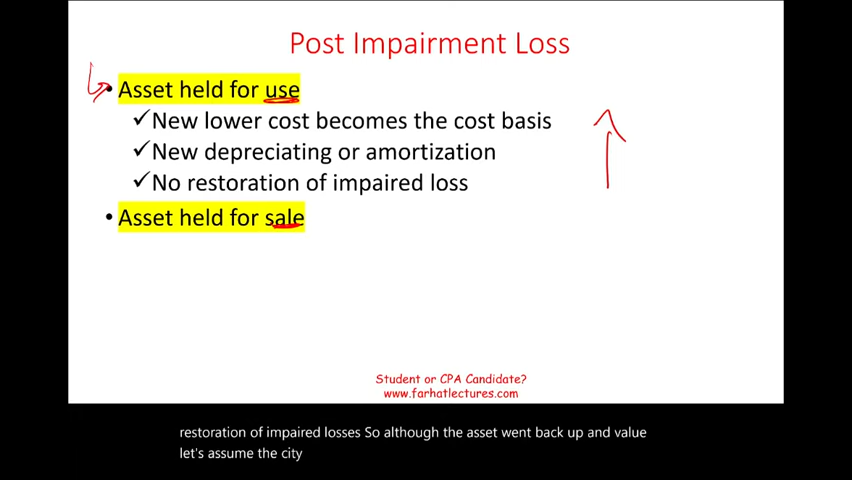 Post Impairment Loss
• Asset held for use
✓New lower cost becomes the cost basis
✓New depreciating or amortization
✓No restoration of impaired loss
• Asset held for sale
Student or CPA Candidate?
www.farhatlectures.com
restoration of impaired losses So although the asset went back up and value
let's assume the city